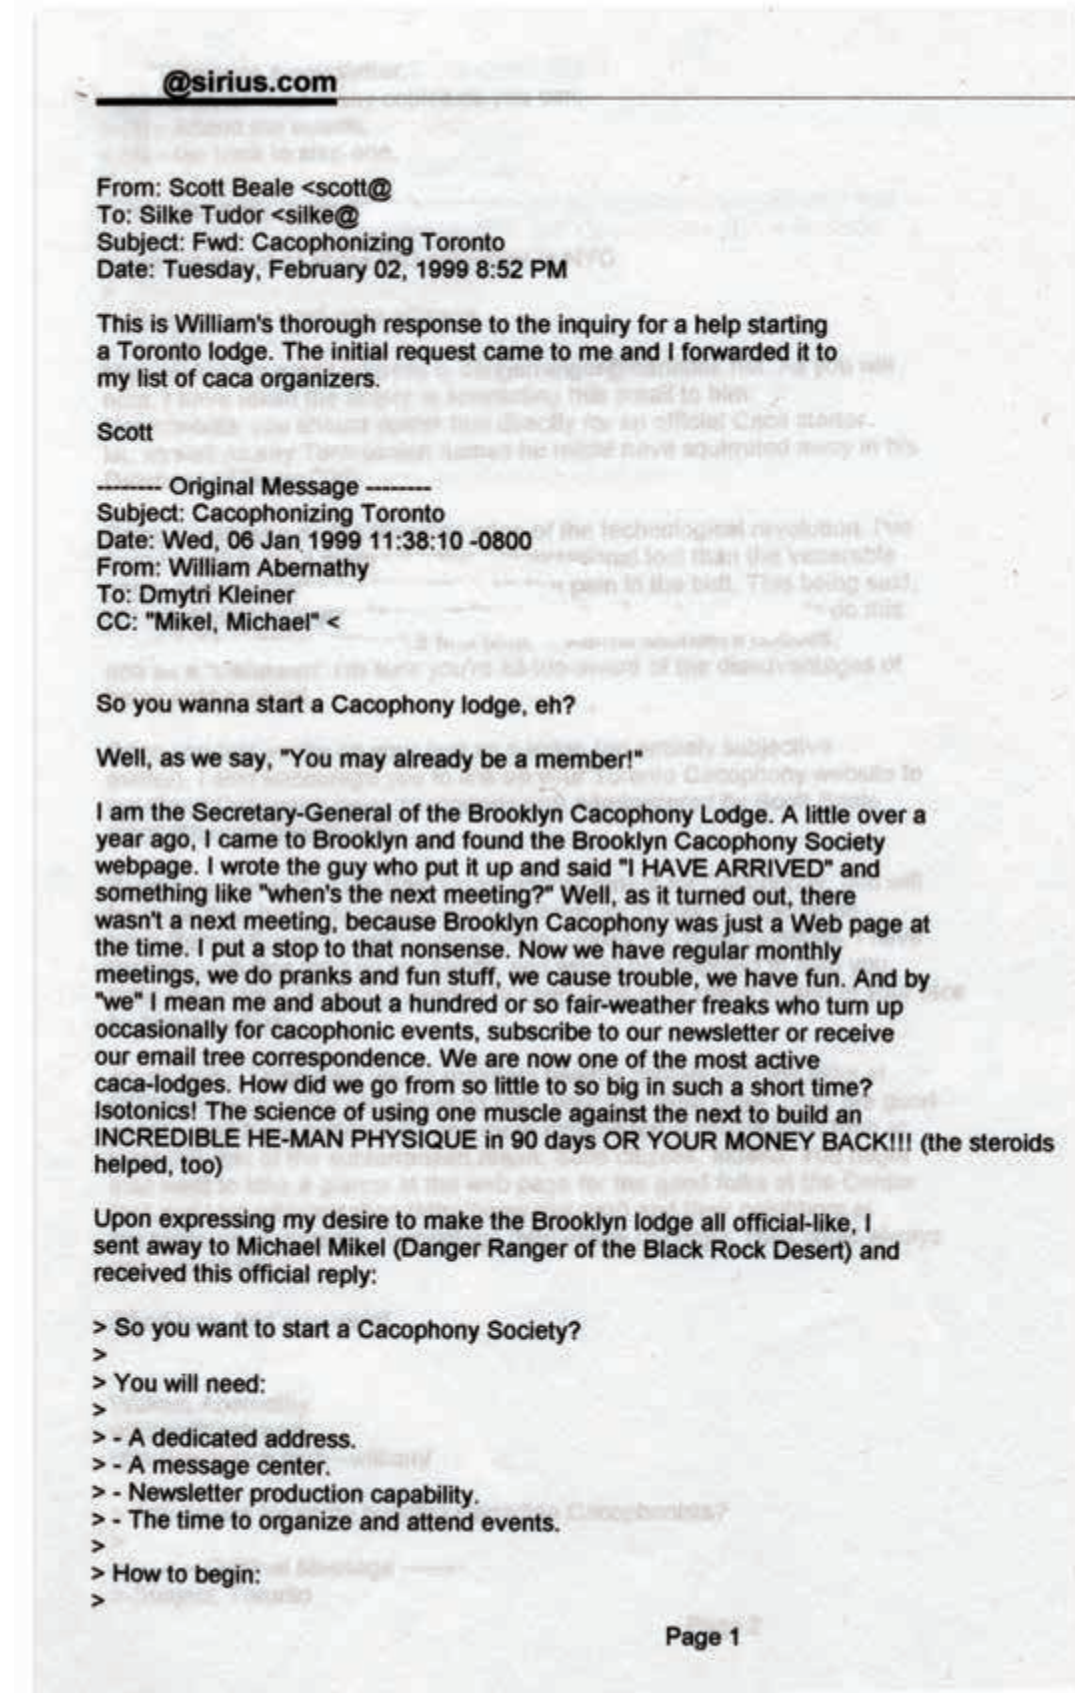 @sirius.com
From: Scott Beale <scott@
To: Silke Tudor <silke@
Subject: Fwd: Cacophonizing Toronto
Date: Tuesday, February 02, 1999 8:52 PM
This is William's thorough response to the inquiry for a help starting
a Toronto lodge. The initial request came to me and I forwarded it to
my list of caca organizers.
Scott
-------- Original Message --------
Subject: Cacophonizing Toronto
Date: Wed, 06 Jan 1999 11:38:10 -0800
From: William Abernathy
To: Dmytri Kleiner
CC: "Mikel, Michael" <
So you wanna start a Cacophony lodge, eh?
Well, as we say, "You may already be a member!"
I am the Secretary-General of the Brooklyn Cacophony Lodge. A little over a
year ago, I came to Brooklyn and found the Brooklyn Cacophony Society
webpage. I wrote the guy who put it up and said "I HAVE ARRIVED" and
something like "when's the next meeting?" Well, as it turned out, there
wasn't a next meeting, because Brooklyn Cacophony was just a Web page at
the time. I put a stop to that nonsense. Now we have regular monthly
meetings, we do pranks and fun stuff, we cause trouble, we have fun. And by
"we" I mean me and about a hundred or so fair-weather freaks who turn up
occasionally for cacophonic events, subscribe to our newsletter or receive
our email tree correspondence. We are now one of the most active
caca-lodges. How did we go from so little to so big in such a short time?
Isotonics! The science of using one muscle against the next to build an
INCREDIBLE HE-MAN PHYSIQUE in 90 days OR YOUR MONEY BACK!!! (the steroids
helped, too)
Upon expressing my desire to make the Brooklyn lodge all official-like, I
sent away to Michael Mikel (Danger Ranger of the Black Rock Desert) and
received this official reply:
> So you want to start a Cacophony Society?
>
> You will need:
>
> - A dedicated address.
> - A message center.
> - Newsletter production capability.
> - The time to organize and attend events.
>
> How to begin:
>
Page 1